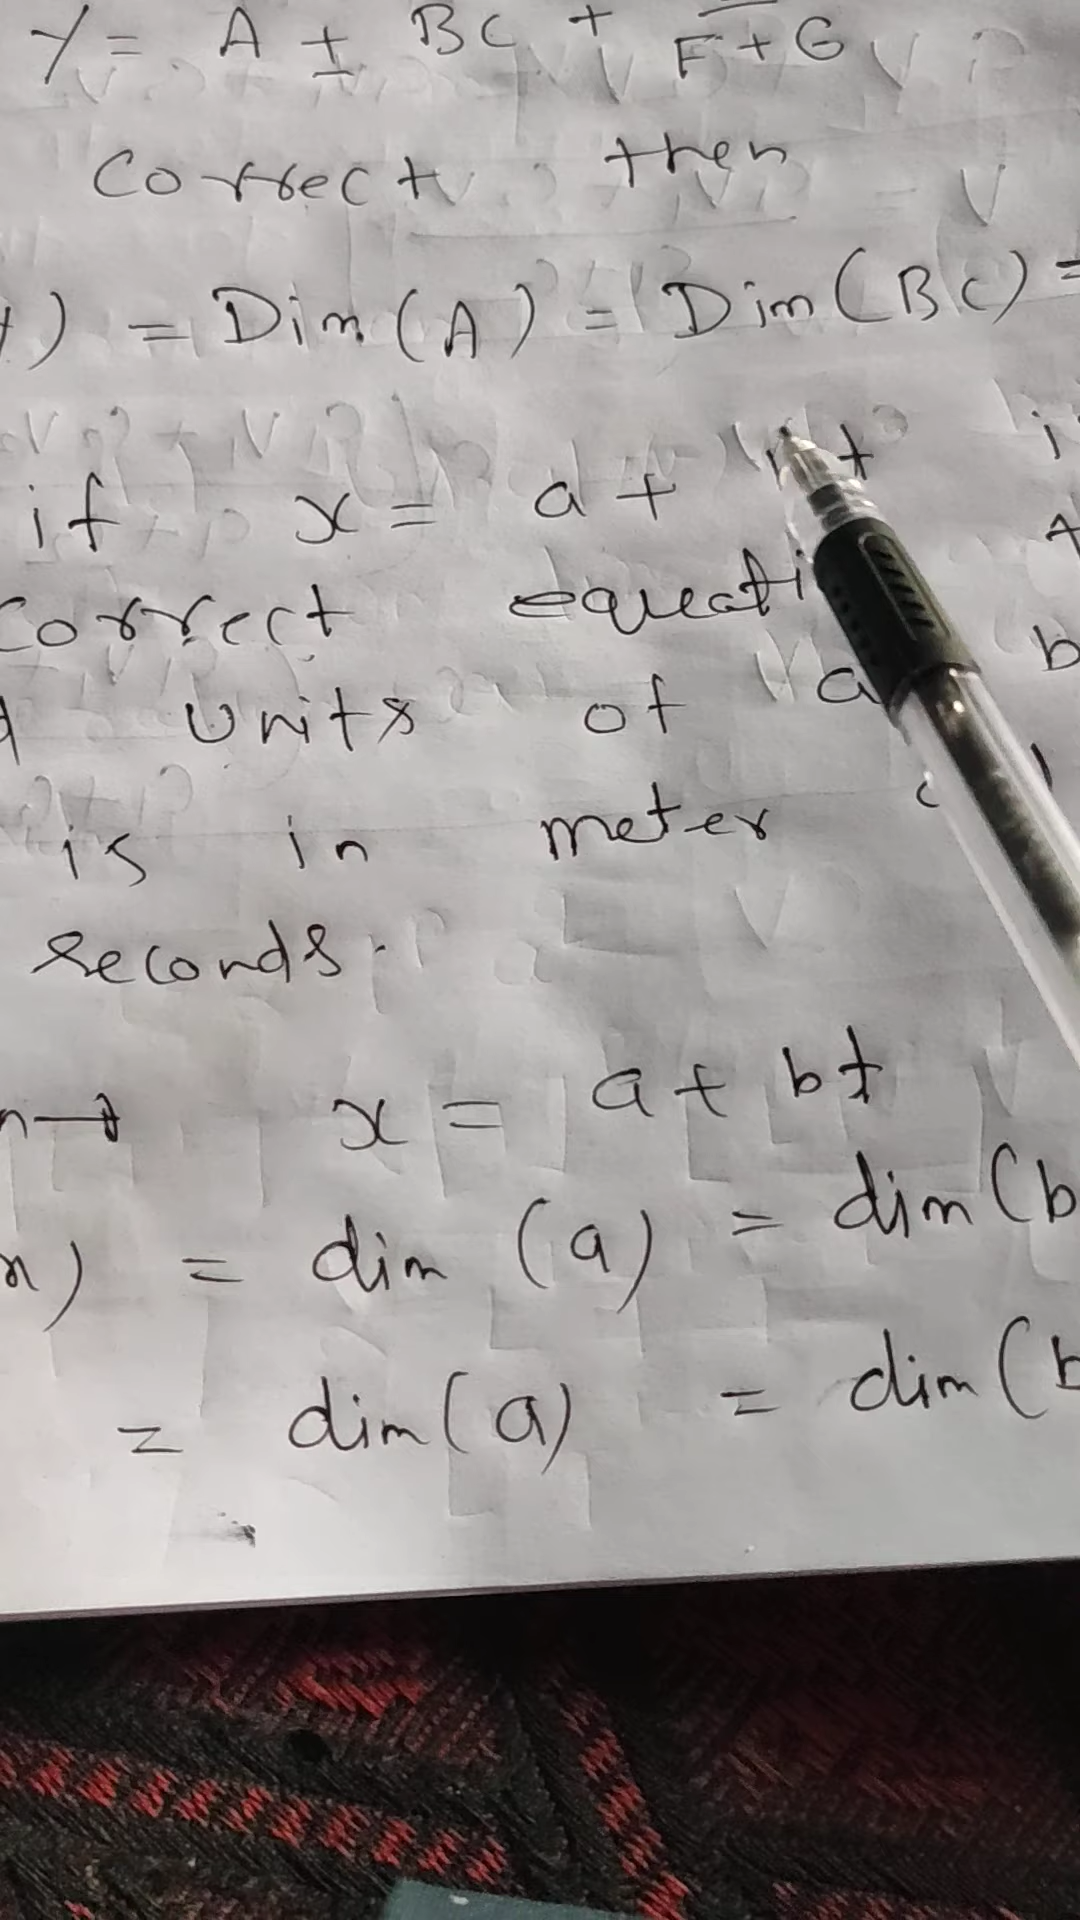 Y = A ± BC + F+G
Correct then
) = Dim (A) = Dim (BC) =
if x = a + t
correct equati
units of a b
is in meter
seconds.
x = a + bt
) = dim (a) = dim (b
= dim (a) = dim (b